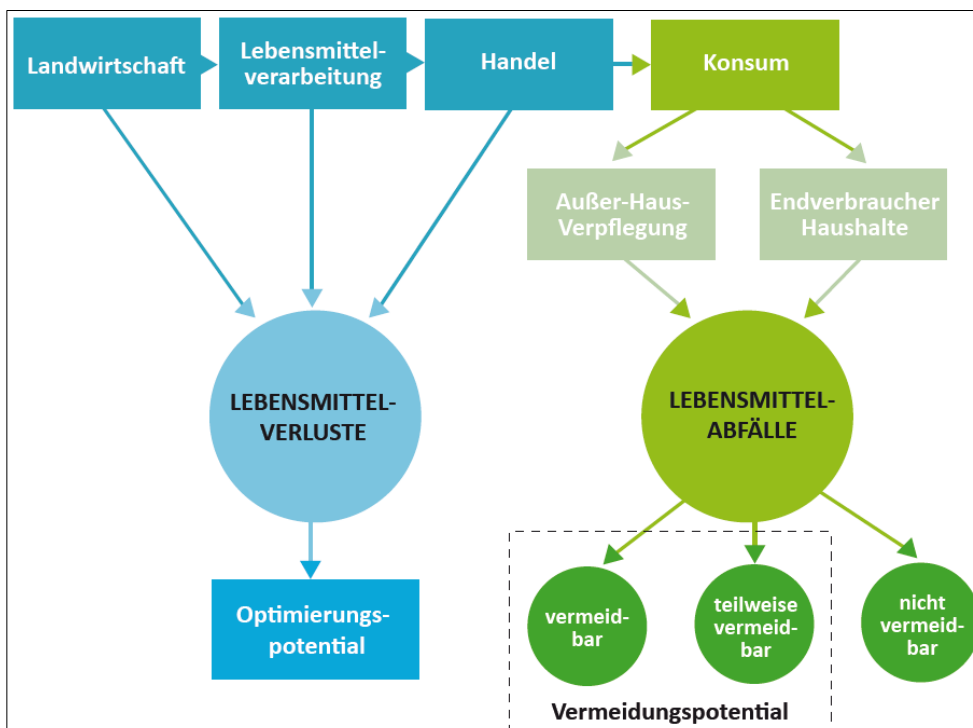 Landwirtschaft
Lebensmittel-
verarbeitung
Handel
Konsum
Außer-Haus-
Verpflegung
Endverbraucher
Haushalte
LEBENSMITTEL-
VERLUSTE
LEBENSMITTEL-
ABFÄLLE
Optimierungs-
potential
vermeid-
bar
teilweise
vermeid-
bar
nicht
vermeid-
bar
Vermeidungspotential